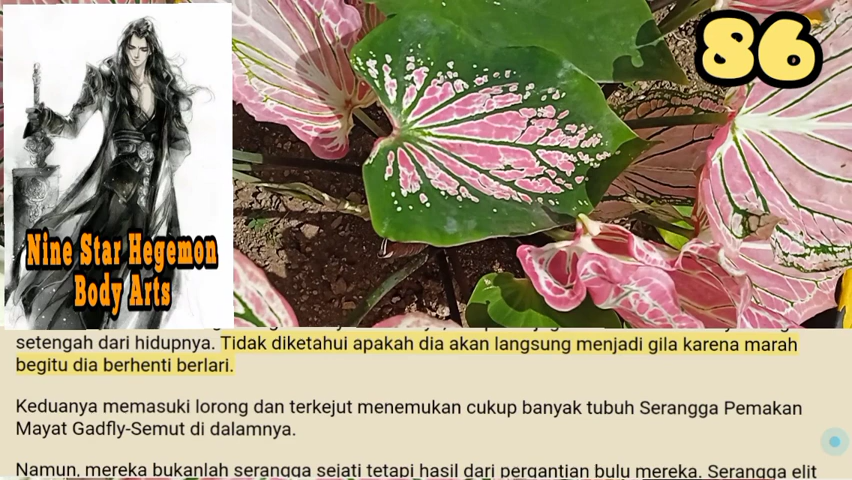 86
Nine Star Hegemon
Body Arts
setengah dari hidupnya. Tidak diketahui apakah dia akan langsung menjadi gila karena marah
begitu dia berhenti berlari.
Keduanya memasuki lorong dan terkejut menemukan cukup banyak tubuh Serangga Pemakan
Mayat Gadfly-Semut di dalamnya.
Namun, mereka bukanlah serangga sejati tetapi hasil dari pergantian bulu mereka. Serangga elit